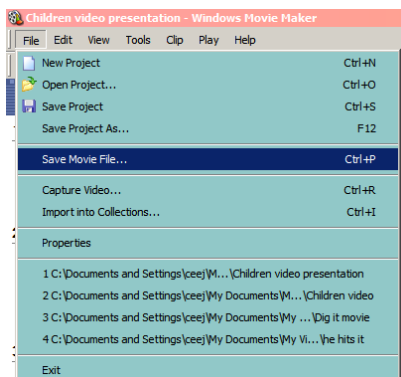 Children video presentation - Windows Movie Maker
File Edit View Tools Clip Play Help
New Project Ctrl+N
Open Project... Ctrl+O
Save Project Ctrl+S
Save Project As... F12
Save Movie File... Ctrl+P
Capture Video... Ctrl+R
Import into Collections... Ctrl+I
Properties
1 C:\Documents and Settings\ceej\M...\Children video presentation
2 C:\Documents and Settings\ceej\My Documents\M...\Children video
3 C:\Documents and Settings\ceej\My Documents\My ...\Dig it movie
4 C:\Documents and Settings\ceej\My Documents\My Vi...\he hits it
Exit